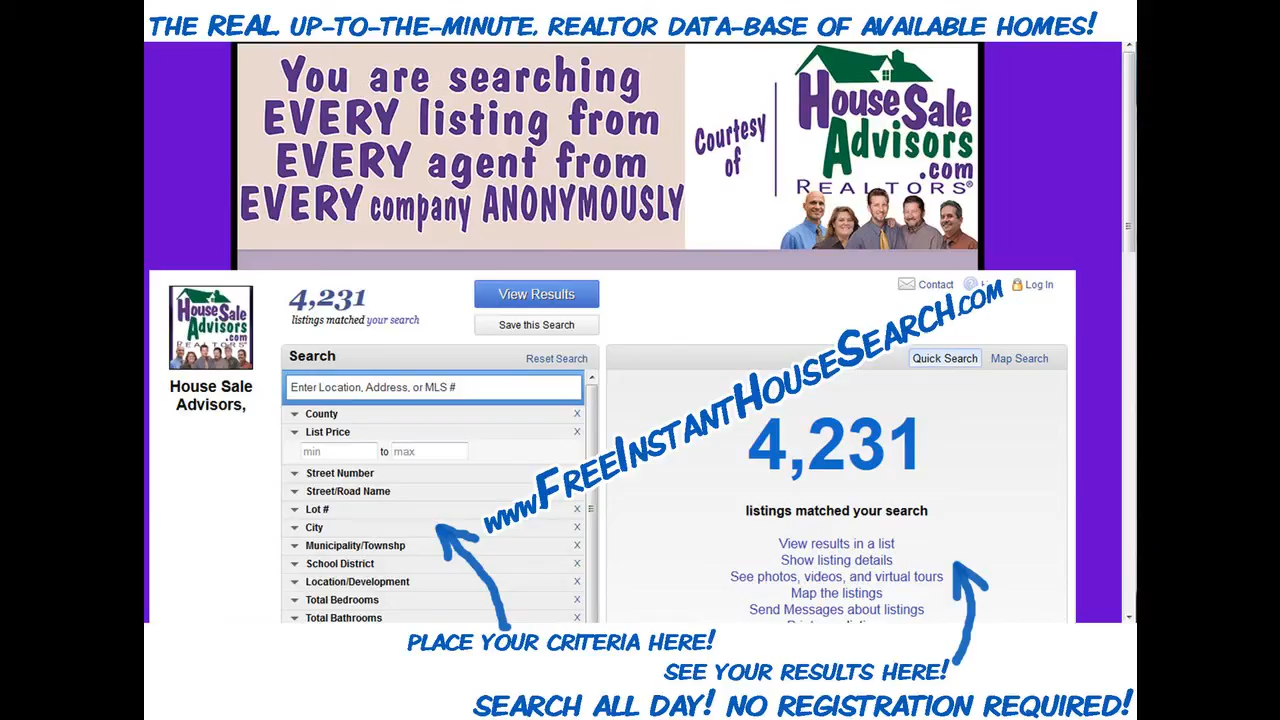 THE REAL, UP-TO-THE-MINUTE, REALTOR DATA-BASE OF AVAILABLE HOMES!
You are searching
EVERY listing from
EVERY agent from
EVERY company ANONYMOUSLY
Courtesy
of
HouseSale
Advisors
.com
REALTORS®
4,231
listings matched your search
View Results
Save this Search
Contact
Log In
HouseSale
Advisors
.com
REALTORS
House Sale
Advisors,
Search
Reset Search
Quick Search
Map Search
www.FreeInstantHouseSearch.com
Enter Location, Address, or MLS #
County X
List Price X
min to max
Street Number X
Street/Road Name X
Lot # X
City X
Municipality/Townshp X
School District X
Location/Development X
Total Bedrooms X
Total Bathrooms X
4,231
listings matched your search
View results in a list
Show listing details
See photos, videos, and virtual tours
Map the listings
Send Messages about listings
PLACE YOUR CRITERIA HERE!
SEE YOUR RESULTS HERE!
SEARCH ALL DAY! NO REGISTRATION REQUIRED!